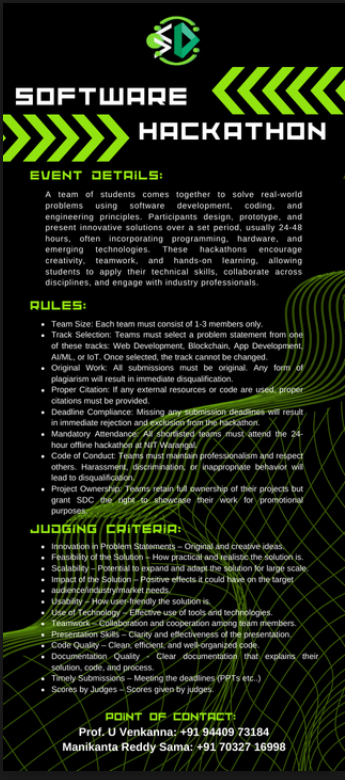 SD
SOFTWARE
HACKATHON
EVENT DETAILS:
A team of students comes together to solve real-world
problems using software development, coding, and
engineering principles. Participants design, prototype, and
present innovative solutions over a set period, usually 24-48
hours, often incorporating programming, hardware, and
emerging technologies. These hackathons encourage
creativity, teamwork, and hands-on learning, allowing
students to apply their technical skills, collaborate across
disciplines, and engage with industry professionals.
RULES:
• Team Size: Each team must consist of 1-3 members only.
• Track Selection: Teams must select a problem statement from one
of these tracks: Web Development, Blockchain, App Development,
AI/ML, or IoT. Once selected, the track cannot be changed.
• Original Work: All submissions must be original. Any form of
plagiarism will result in immediate disqualification.
• Proper Citation: If any external resources or code are used, proper
citations must be provided.
• Deadline Compliance: Missing any submission deadlines will result
in immediate rejection and exclusion from the hackathon.
• Mandatory Attendance: All shortlisted teams must attend the 24-
hour offline hackathon at NIT Warangal.
• Code of Conduct: Teams must maintain professionalism and respect
others. Harassment, discrimination, or inappropriate behavior will
lead to disqualification.
• Project Ownership: Teams retain full ownership of their projects but
grant SDC the right to showcase their work for promotional
purposes.
JUDGING CRITERIA:
• Innovation in Problem Statements – Original and creative ideas.
• Feasibility of the Solution – How practical and realistic the solution is.
• Scalability – Potential to expand and adapt the solution for large scale
• Impact of the Solution – Positive effects it could have on the target
• audience/industry/market needs.
• Usability – How user-friendly the solution is.
• Use of Technology – Effective use of tools and technologies.
• Teamwork – Collaboration and cooperation among team members.
• Presentation Skills – Clarity and effectiveness of the presentation.
• Code Quality – Clean, efficient, and well-organized code.
• Documentation Quality – Clear documentation that explains their
solution, code, and process.
• Timely Submissions – Meeting the deadlines (PPTs etc..)
• Scores by Judges – Scores given by judges.
POINT OF CONTACT:
Prof. U Venkanna: +91 94409 73184
Manikanta Reddy Sama: +91 70327 16998